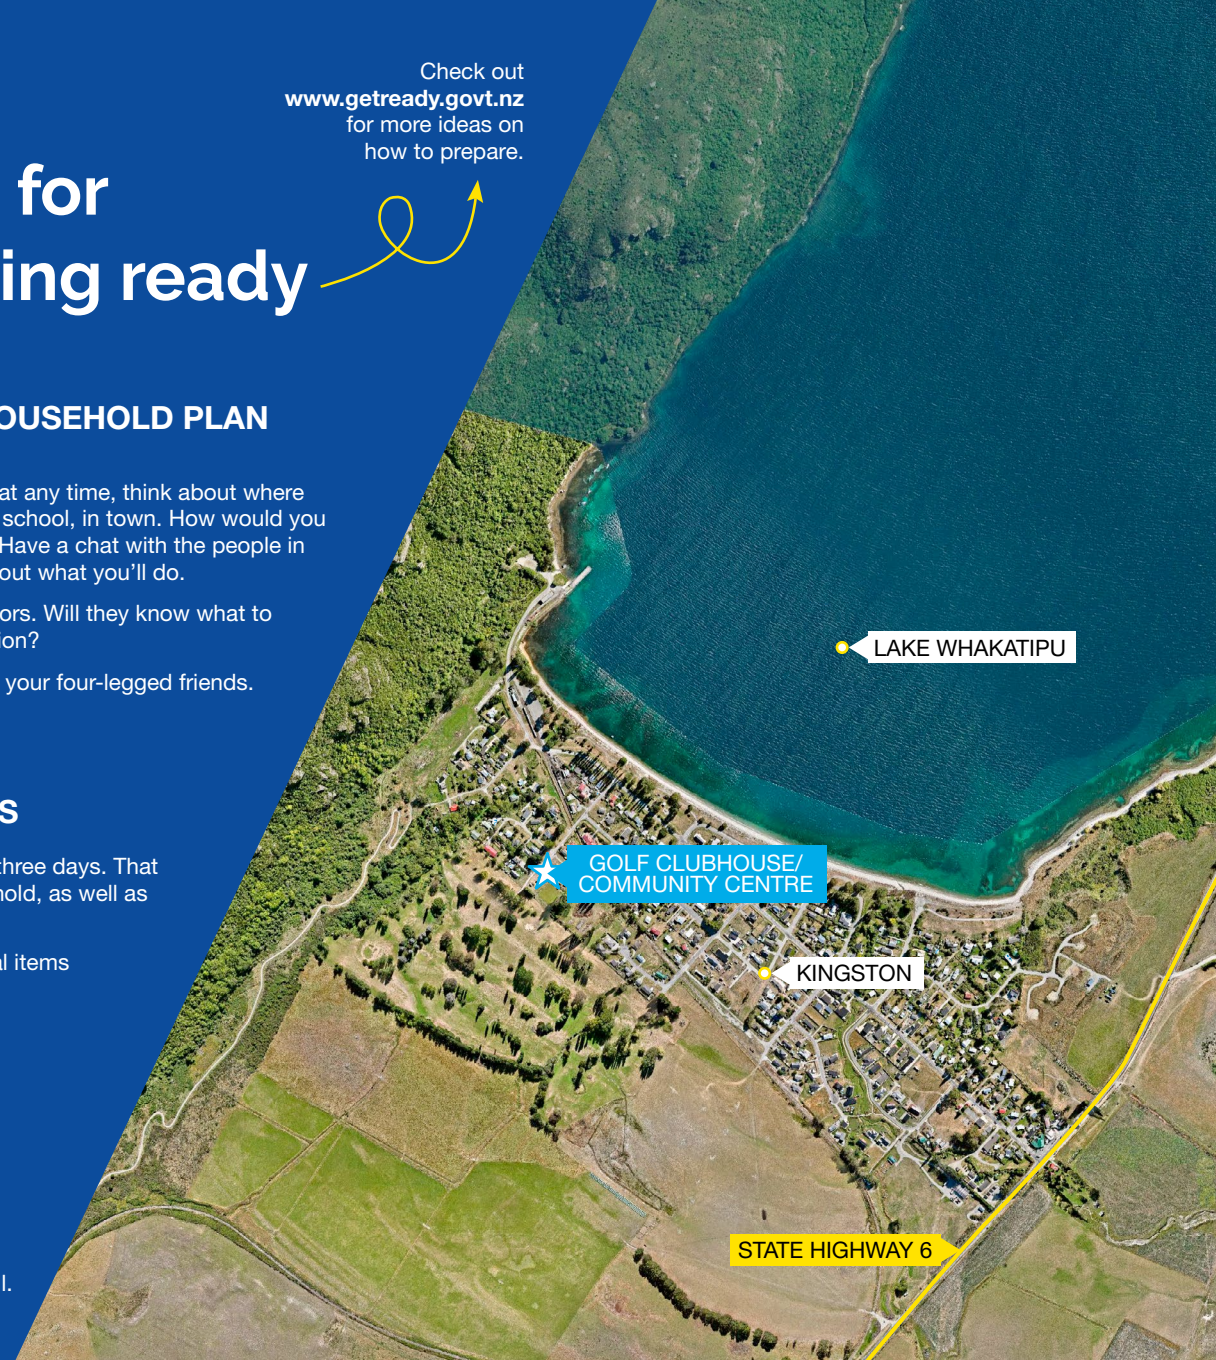 Check out
www.getready.govt.nz
for more ideas on
how to prepare.
for
ing ready
OUSEHOLD PLAN
at any time, think about where
school, in town. How would you
Have a chat with the people in
out what you'll do.
ors. Will they know what to
ion?
your four-legged friends.
S
three days. That
hold, as well as
al items
l.
LAKE WHAKATIPU
GOLF CLUBHOUSE/
COMMUNITY CENTRE
KINGSTON
STATE HIGHWAY 6